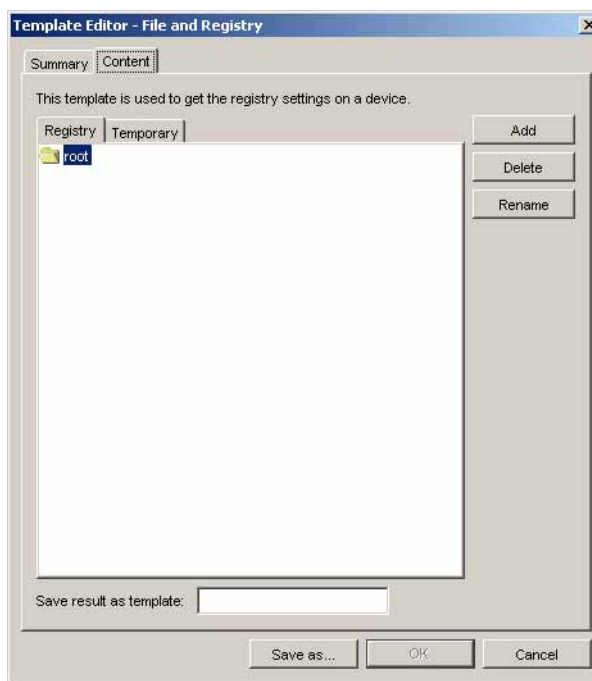 Template Editor - File and Registry
Summary Content
This template is used to get the registry settings on a device.
Registry Temporary
Add
root
Delete
Rename
Save result as template:
Save as... OK Cancel